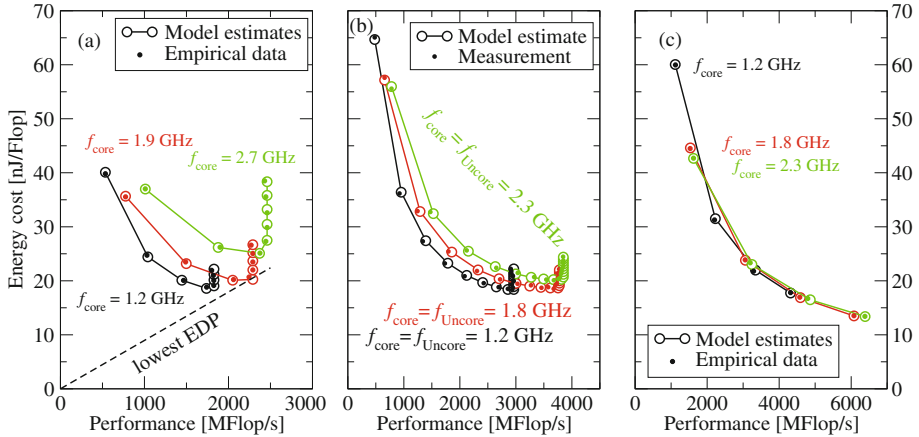 (a)
Model estimates
Empirical data
f_core = 1.9 GHz
f_core = 2.7 GHz
f_core = 1.2 GHz
lowest EDP
Energy cost [nJ/Flop]
0
10
20
30
40
50
60
70
0
1000
2000
3000
Performance [MFlop/s]
(b)
Model estimate
Measurement
f_core = f_Uncore = 2.3 GHz
f_core = f_Uncore = 1.8 GHz
f_core = f_Uncore = 1.2 GHz
0
1000
2000
3000
4000
Performance [MFlop/s]
(c)
f_core = 1.2 GHz
f_core = 1.8 GHz
f_core = 2.3 GHz
Model estimates
Empirical data
0
2000
4000
6000
Performance [MFlop/s]
70
60
50
40
30
20
10
0